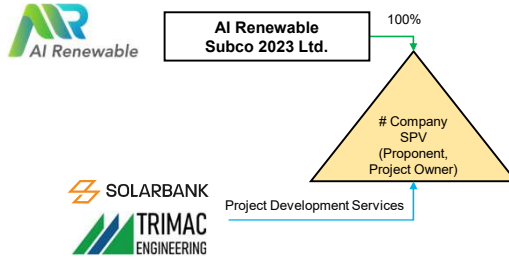 AI Renewable
AI Renewable
Subco 2023 Ltd.
100%
# Company
SPV
(Proponent,
Project Owner)
SOLARBANK
TRIMAC
ENGINEERING
Project Development Services